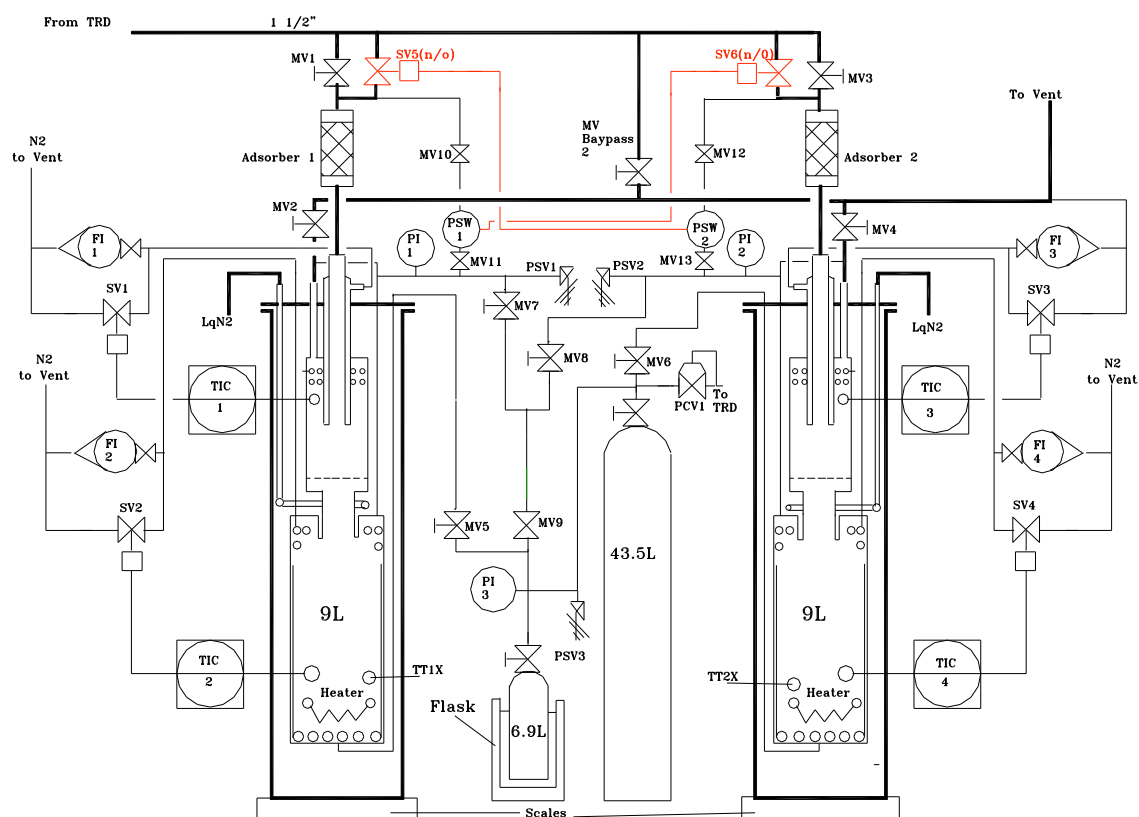 From TRD
1 1/2"
MV1
SV5(n/o)
SV6(n/0)
MV3
To Vent
N2
to Vent
Adsorber 1
MV10
MV
Baypass
2
MV12
Adsorber 2
MV2
FI
1
PI
1
PSW
1
PSW
2
PI
2
MV4
FI
3
MV11
PSV1
PSV2
MV13
SV1
LqN2
MV7
LqN2
SV3
N2
to Vent
TIC
1
MV8
MV6
PCV1
To
TRD
TIC
3
N2
to Vent
FI
2
FI
4
SV2
MV5
MV9
43.5L
SV4
PI
3
9L
9L
PSV3
TIC
2
TT1X
Heater
Flask
6.9L
TT2X
Heater
TIC
4
Scales